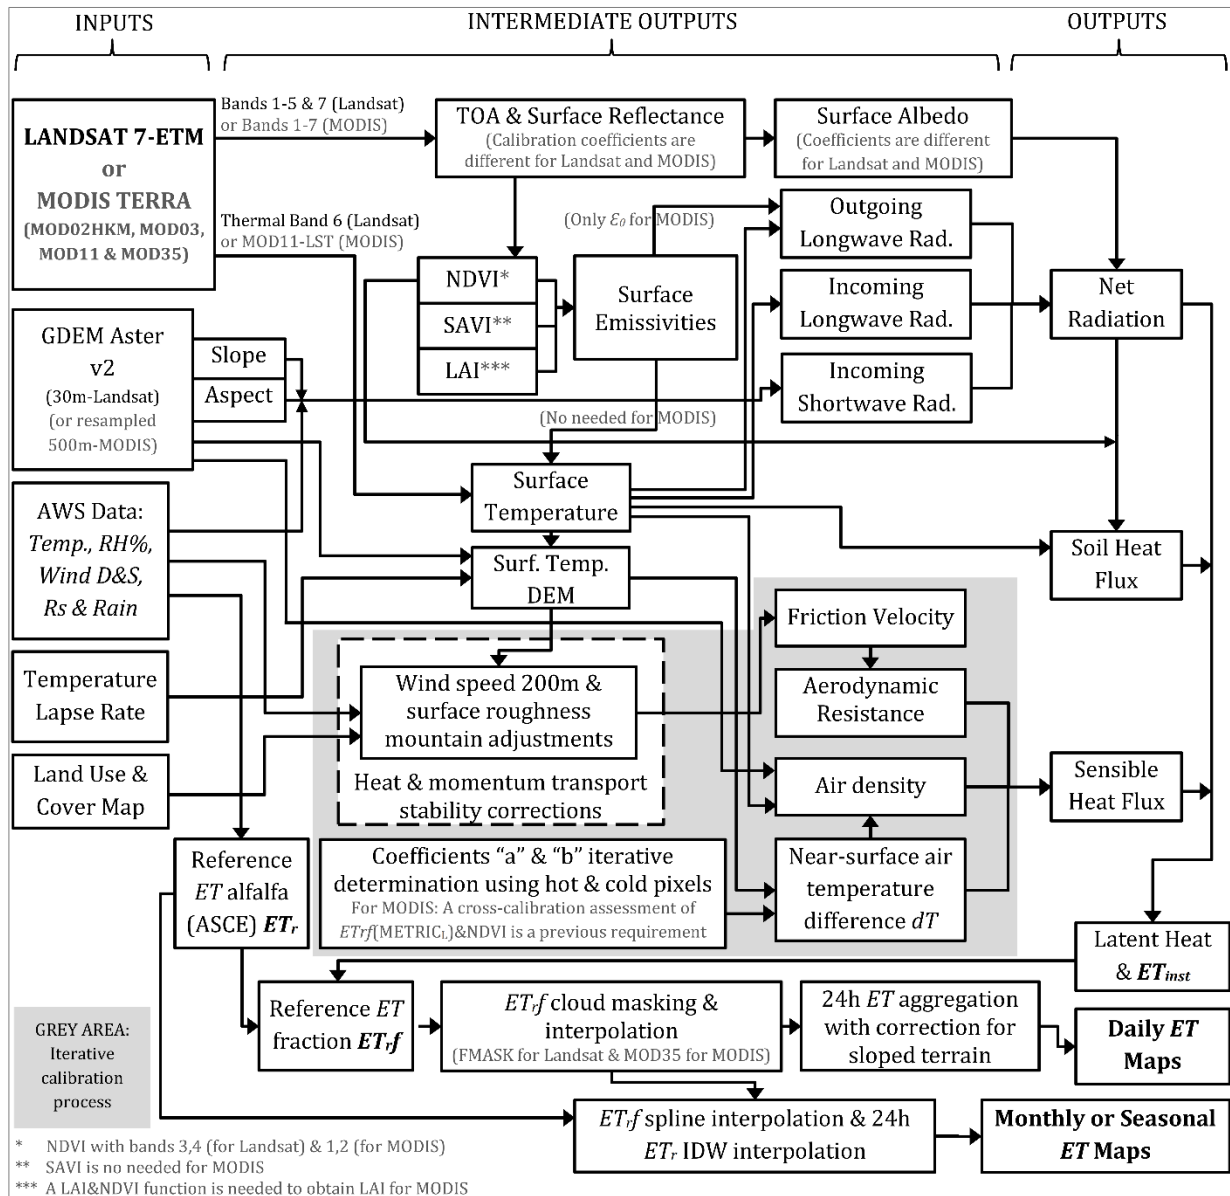 INPUTS
INTERMEDIATE OUTPUTS
OUTPUTS
LANDSAT 7-ETM
or
MODIS TERRA
(MOD02HKM, MOD03,
MOD11 & MOD35)
Bands 1-5 & 7 (Landsat)
or Bands 1-7 (MODIS)
Thermal Band 6 (Landsat)
or MOD11-LST (MODIS)
TOA & Surface Reflectance
(Calibration coefficients are
different for Landsat and MODIS)
Surface Albedo
(Coefficients are different
for Landsat and MODIS)
(Only ε₀ for MODIS)
Outgoing
Longwave Rad.
NDVI*
SAVI**
LAI***
Surface
Emissivities
Incoming
Longwave Rad.
Net
Radiation
GDEM Aster
v2
(30m-Landsat)
(or resampled
500m-MODIS)
Slope
Aspect
Incoming
Shortwave Rad.
(No needed for MODIS)
Surface
Temperature
AWS Data:
Temp., RH%,
Wind D&S,
Rs & Rain
Surf. Temp.
DEM
Soil Heat
Flux
Friction Velocity
Temperature
Lapse Rate
Wind speed 200m &
surface roughness
mountain adjustments
Aerodynamic
Resistance
Land Use &
Cover Map
Heat & momentum transport
stability corrections
Air density
Sensible
Heat Flux
Reference
ET alfalfa
(ASCE) ETr
Coefficients “a” & “b” iterative
determination using hot & cold pixels
For MODIS: A cross-calibration assessment of
ETrf(METRICL)&NDVI is a previous requirement
Near-surface air
temperature
difference dT
Latent Heat
& ETinst
GREY AREA:
Iterative
calibration
process
Reference ET
fraction ETrf
ETrf cloud masking &
interpolation
(FMASK for Landsat & MOD35 for MODIS)
24h ET aggregation
with correction for
sloped terrain
Daily ET
Maps
ETrf spline interpolation & 24h
ETr IDW interpolation
Monthly or Seasonal
ET Maps
* NDVI with bands 3,4 (for Landsat) & 1,2 (for MODIS)
** SAVI is no needed for MODIS
*** A LAI&NDVI function is needed to obtain LAI for MODIS